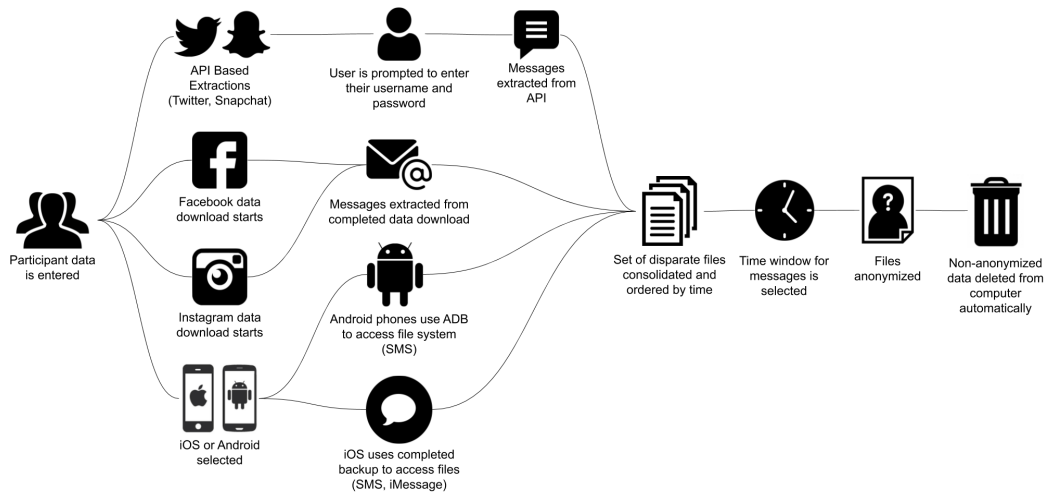 API Based
Extractions
(Twitter, Snapchat)
User is prompted to enter
their username and
password
Messages
extracted from
API
Facebook data
download starts
Messages extracted from
completed data download
Participant data
is entered
Set of disparate files
consolidated and
ordered by time
Time window for
messages is
selected
Files
anonymized
Non-anonymized
data deleted from
computer
automatically
Instagram data
download starts
Android phones use ADB
to access file system
(SMS)
iOS or Android
selected
iOS uses completed
backup to access files
(SMS, iMessage)